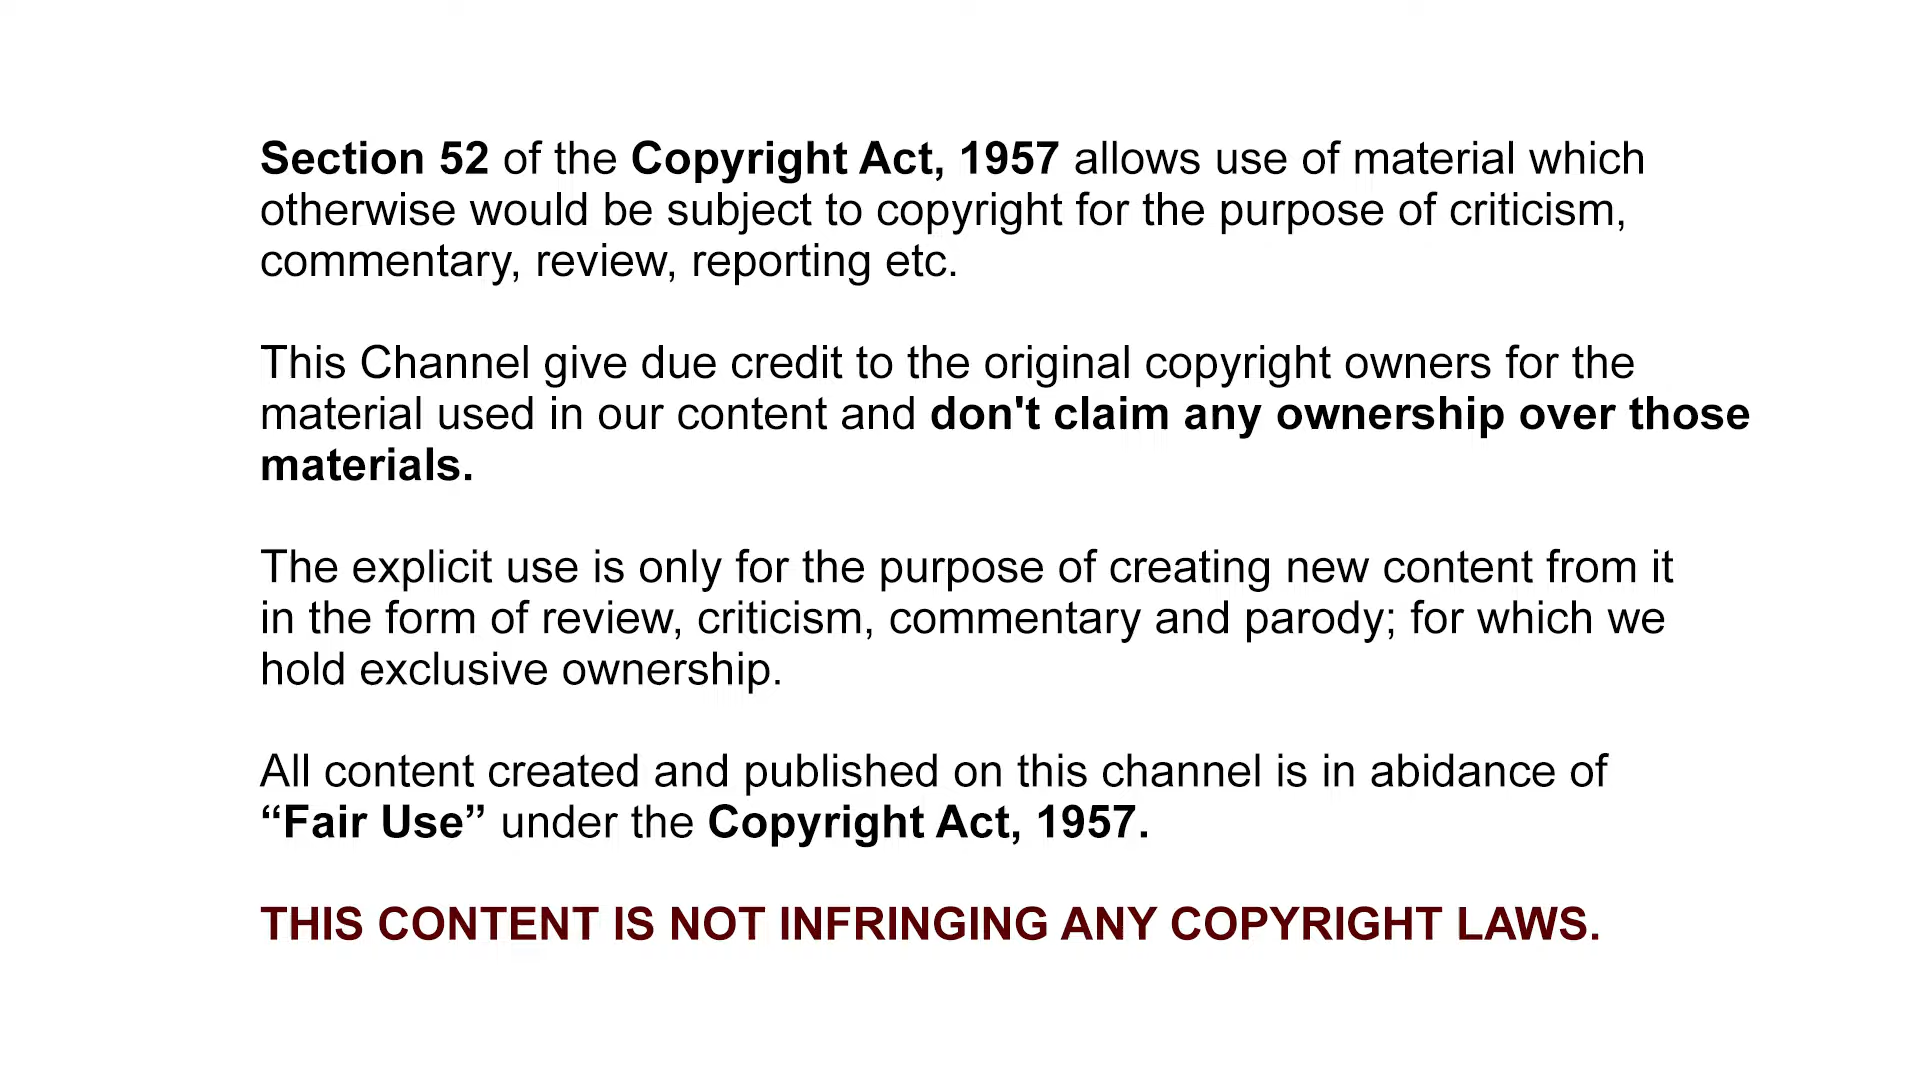 Section 52 of the Copyright Act, 1957 allows use of material which
otherwise would be subject to copyright for the purpose of criticism,
commentary, review, reporting etc.
This Channel give due credit to the original copyright owners for the
material used in our content and don't claim any ownership over those
materials.
The explicit use is only for the purpose of creating new content from it
in the form of review, criticism, commentary and parody; for which we
hold exclusive ownership.
All content created and published on this channel is in abidance of
“Fair Use” under the Copyright Act, 1957.
THIS CONTENT IS NOT INFRINGING ANY COPYRIGHT LAWS.